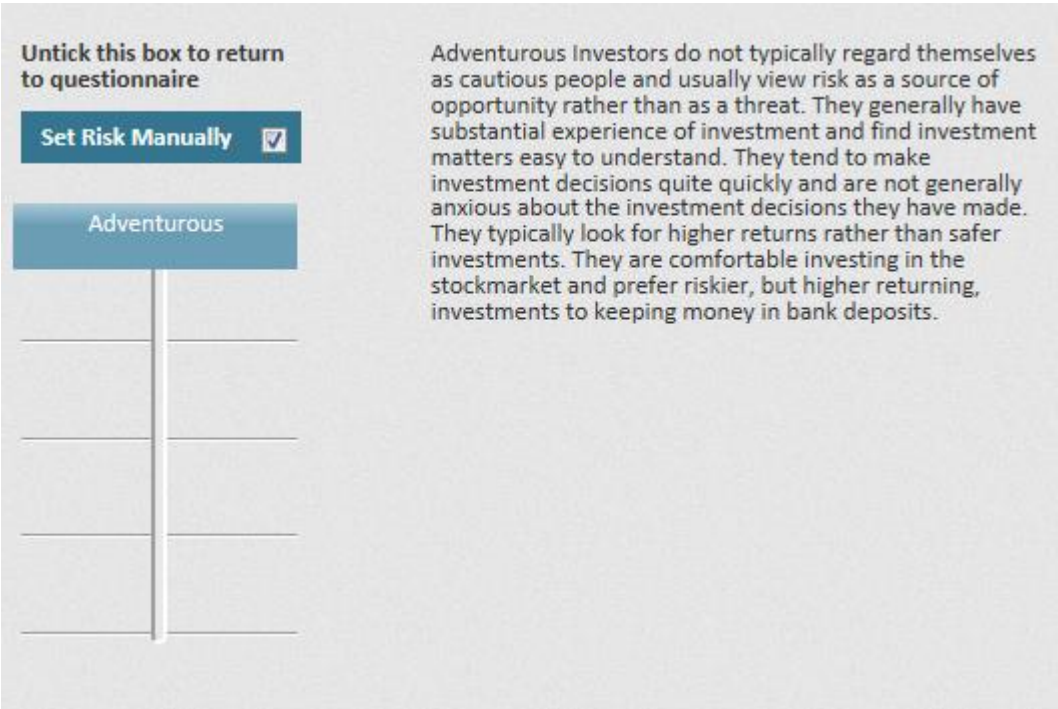 Untick this box to return
to questionnaire
Set Risk Manually
Adventurous
Adventurous Investors do not typically regard themselves
as cautious people and usually view risk as a source of
opportunity rather than as a threat. They generally have
substantial experience of investment and find investment
matters easy to understand. They tend to make
investment decisions quite quickly and are not generally
anxious about the investment decisions they have made.
They typically look for higher returns rather than safer
investments. They are comfortable investing in the
stockmarket and prefer riskier, but higher returning,
investments to keeping money in bank deposits.